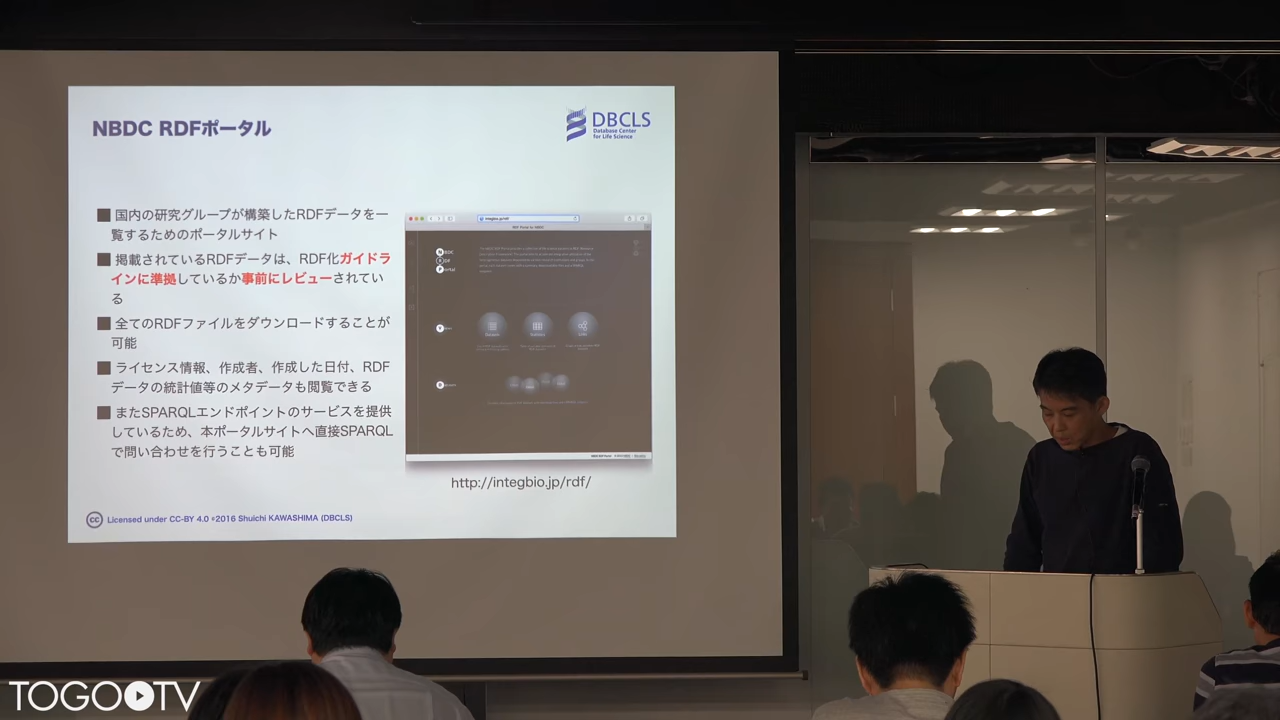 NBDC RDFポータル
DBCLS
Database Center
for Life Science
国内の研究グループが構築したRDFデータを一
覧するためのポータルサイト
掲載されているRDFデータは、RDF化ガイドラ
インに準拠しているか事前にレビューされてい
る
全てのRDFファイルをダウンロードすることが
可能
ライセンス情報、作成者、作成した日付、RDF
データの統計値等のメタデータも閲覧できる
またSPARQLエンドポイントのサービスを提供
しているため、本ポータルサイトへ直接SPARQL
で問い合わせを行うことも可能
http://integbio.jp/rdf/
cc Licensed under CC-BY 4.0 ©2016 Shuichi KAWASHIMA (DBCLS)
TOGOTV